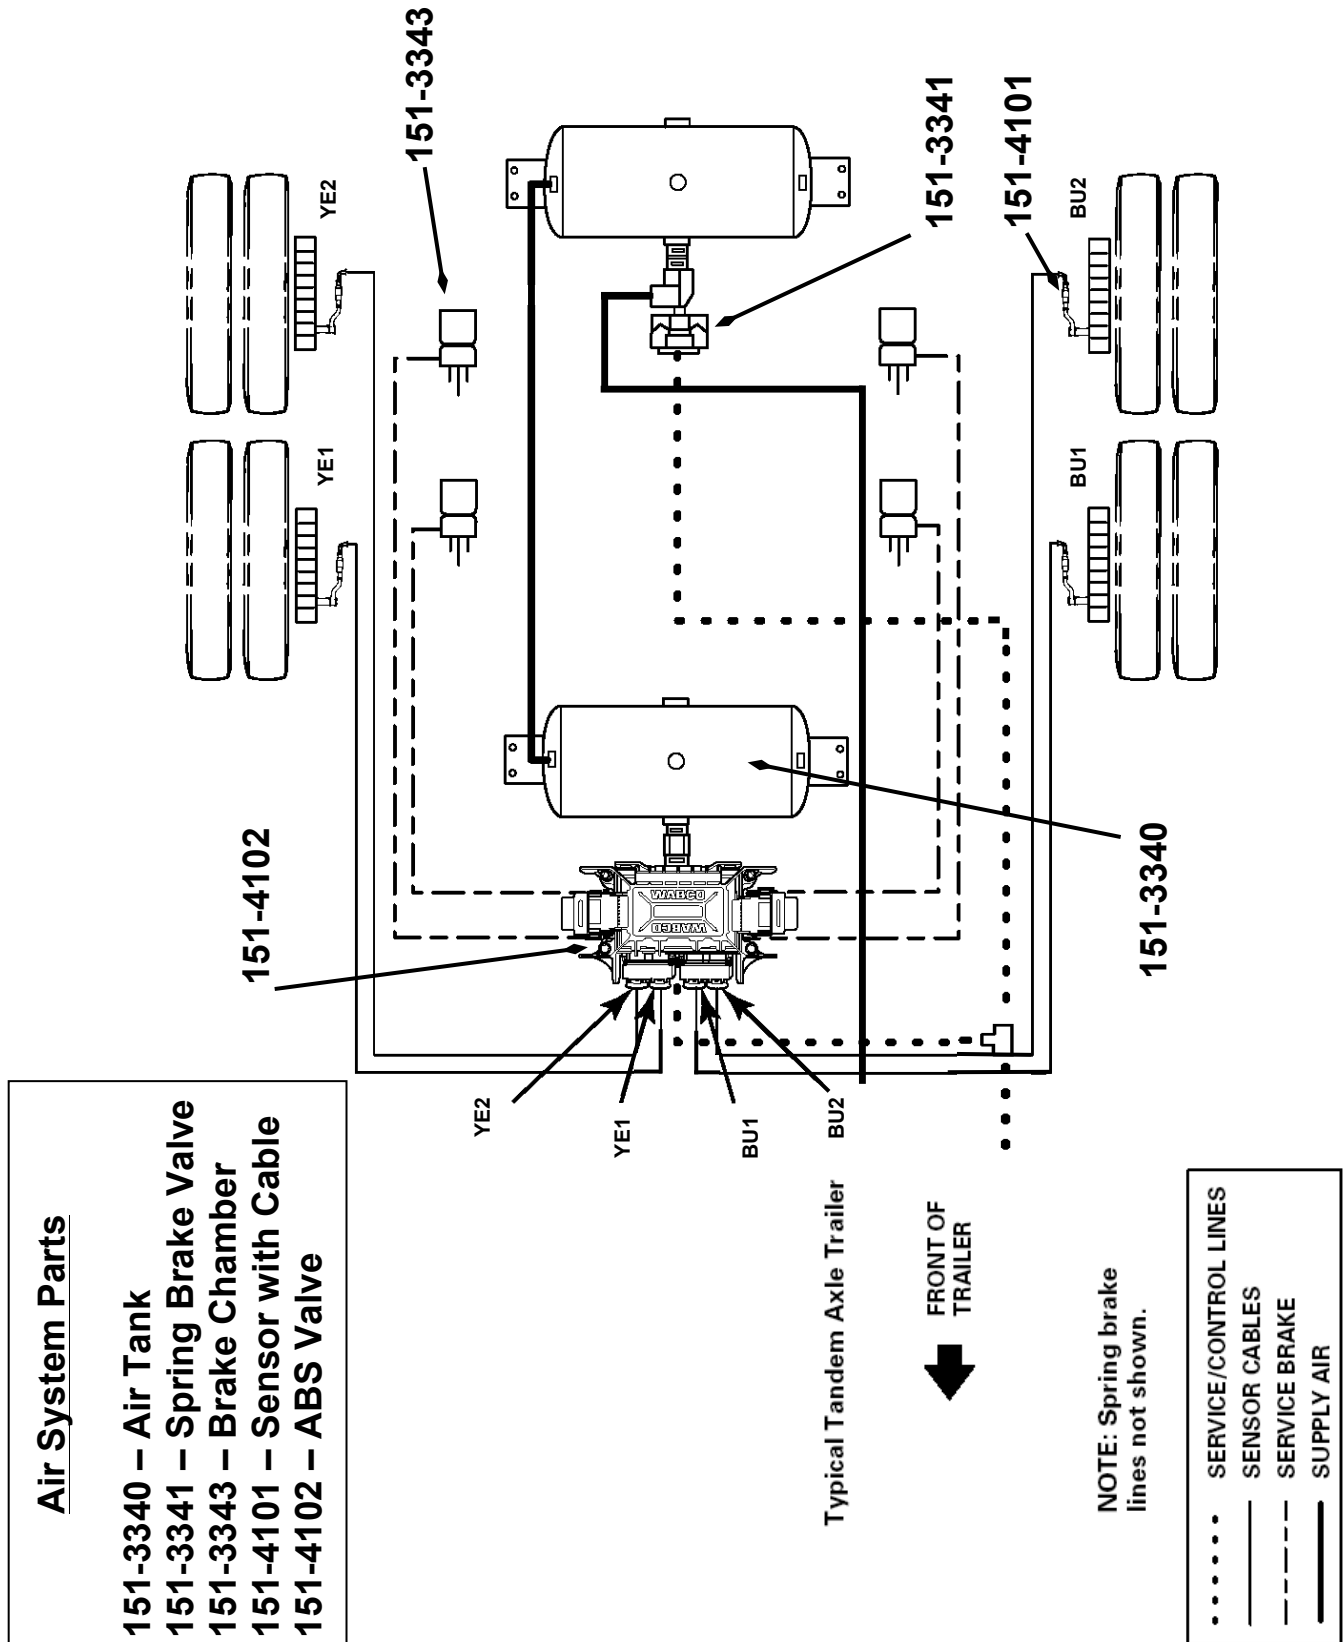 Air System Parts
151-3340 – Air Tank
151-3341 – Spring Brake Valve
151-3343 – Brake Chamber
151-4101 – Sensor with Cable
151-4102 – ABS Valve
151-4102
151-3343
151-3341
151-4101
151-3340
YE2
YE1
BU2
BU1
WABCO
WABCO
YE2
YE1
BU1
BU2
Typical Tandem Axle Trailer
FRONT OF
TRAILER
NOTE: Spring brake
lines not shown.
SERVICE/CONTROL LINES
SENSOR CABLES
SERVICE BRAKE
SUPPLY AIR